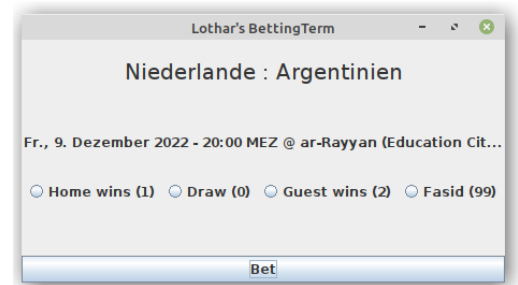 Lothar's BettingTerm
Niederlande : Argentinien
Fr., 9. Dezember 2022 - 20:00 MEZ @ ar-Rayyan (Education Cit...
Home wins (1) Draw (0) Guest wins (2) Fasid (99)
Bet